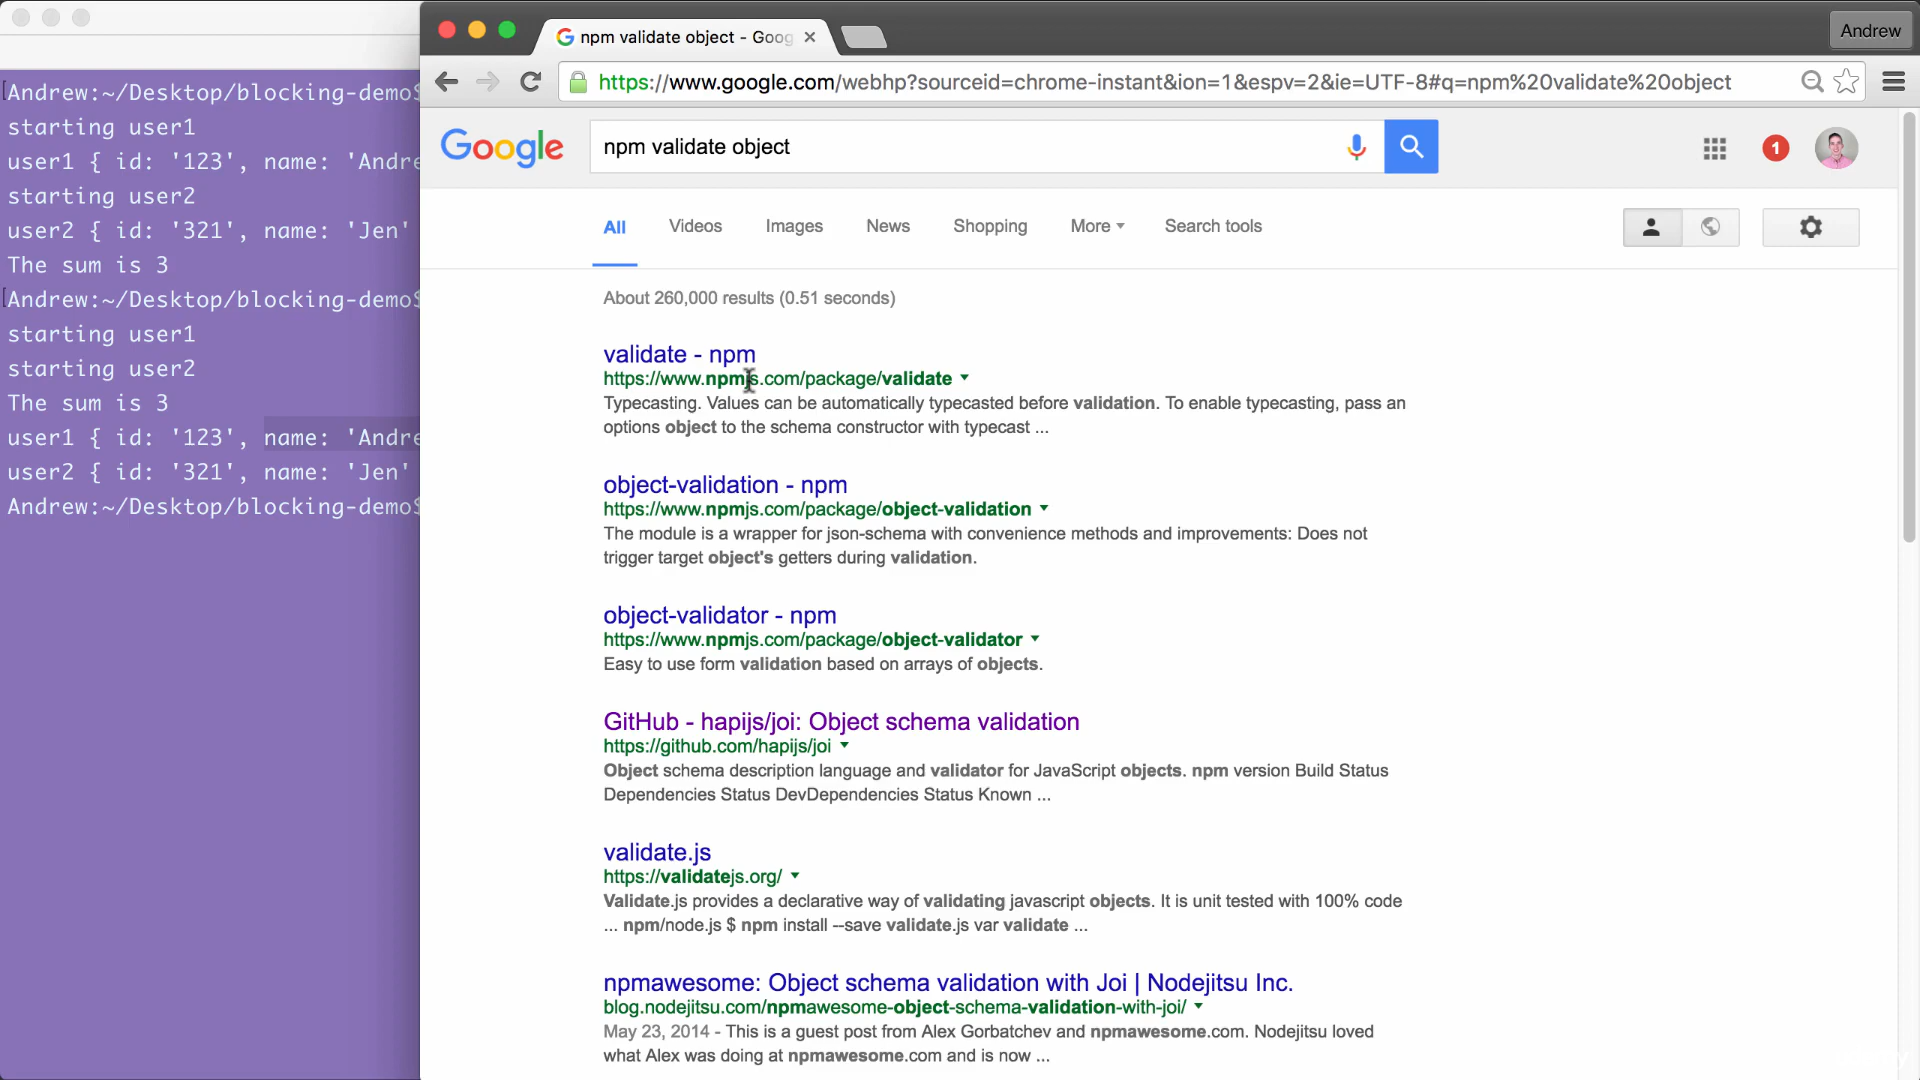 Andrew:~/Desktop/blocking-demo$
starting user1
user1 { id: '123', name: 'Andre
starting user2
user2 { id: '321', name: 'Jen'
The sum is 3
Andrew:~/Desktop/blocking-demo$
starting user1
starting user2
The sum is 3
user1 { id: '123', name: 'Andre
user2 { id: '321', name: 'Jen'
Andrew:~/Desktop/blocking-demo$
npm validate object - Goog
Andrew
https://www.google.com/webhp?sourceid=chrome-instant&ion=1&espv=2&ie=UTF-8#q=npm%20validate%20object
Google
npm validate object
1
All Videos Images News Shopping More Search tools
About 260,000 results (0.51 seconds)
validate - npm
https://www.npmjs.com/package/validate
Typecasting. Values can be automatically typecasted before validation. To enable typecasting, pass an
options object to the schema constructor with typecast ...
object-validation - npm
https://www.npmjs.com/package/object-validation
The module is a wrapper for json-schema with convenience methods and improvements: Does not
trigger target object's getters during validation.
object-validator - npm
https://www.npmjs.com/package/object-validator
Easy to use form validation based on arrays of objects.
GitHub - hapijs/joi: Object schema validation
https://github.com/hapijs/joi
Object schema description language and validator for JavaScript objects. npm version Build Status
Dependencies Status DevDependencies Status Known ...
validate.js
https://validatejs.org/
Validate.js provides a declarative way of validating javascript objects. It is unit tested with 100% code
... npm/node.js $ npm install --save validate.js var validate ...
npmawesome: Object schema validation with Joi | Nodejitsu Inc.
blog.nodejitsu.com/npmawesome-object-schema-validation-with-joi/
May 23, 2014 - This is a guest post from Alex Gorbatchev and npmawesome.com. Nodejitsu loved
what Alex was doing at npmawesome.com and is now ...